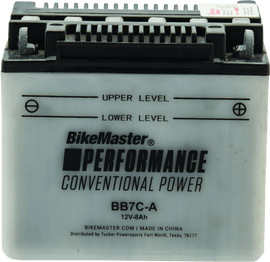 UPPER LEVEL
LOWER LEVEL
BikeMaster®
PERFORMANCE
CONVENTIONAL POWER
BB7C-A
12V-8Ah
BIKEMASTER.COM | MADE IN CHINA
Distributed by Tucker Powersports Fort Worth, Texas, 76177